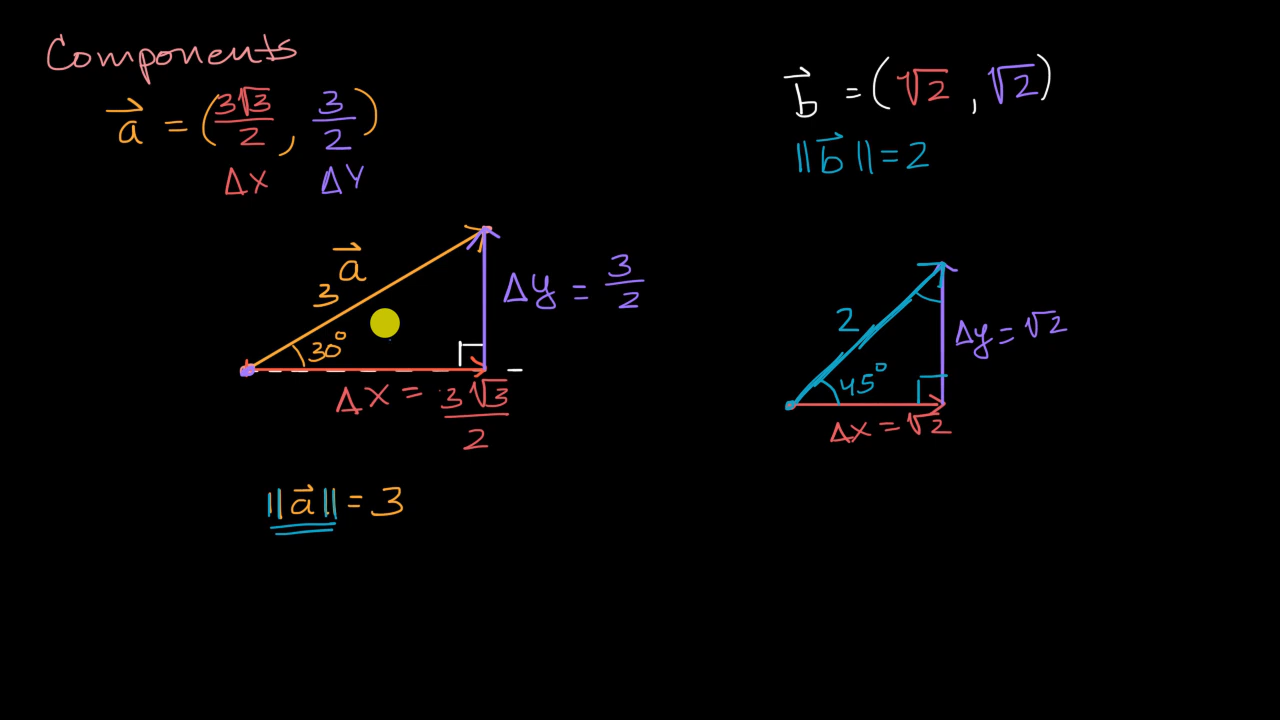 Components
a⃗ = (3√3/2, 3/2)
Δx Δy
b⃗ = (√2, √2)
||b⃗|| = 2
a⃗
3
30°
Δy = 3/2
Δx = 3√3/2
||a⃗|| = 3
2
45°
Δy = √2
Δx = √2